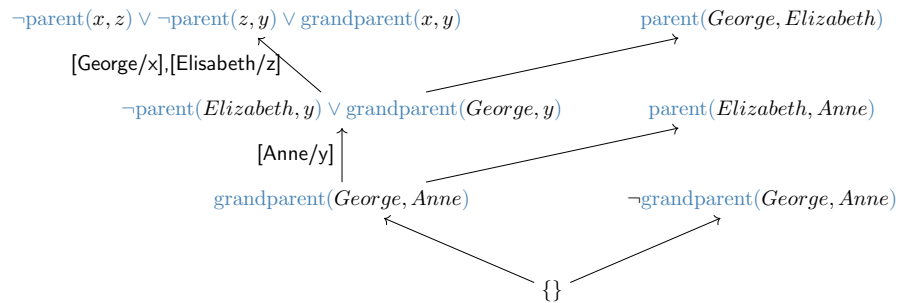 ¬parent(x, z) ∨ ¬parent(z, y) ∨ grandparent(x, y) parent(George, Elizabeth)
[George/x],[Elisabeth/z]
¬parent(Elizabeth, y) ∨ grandparent(George, y) parent(Elizabeth, Anne)
[Anne/y]
grandparent(George, Anne) ¬grandparent(George, Anne)
{}